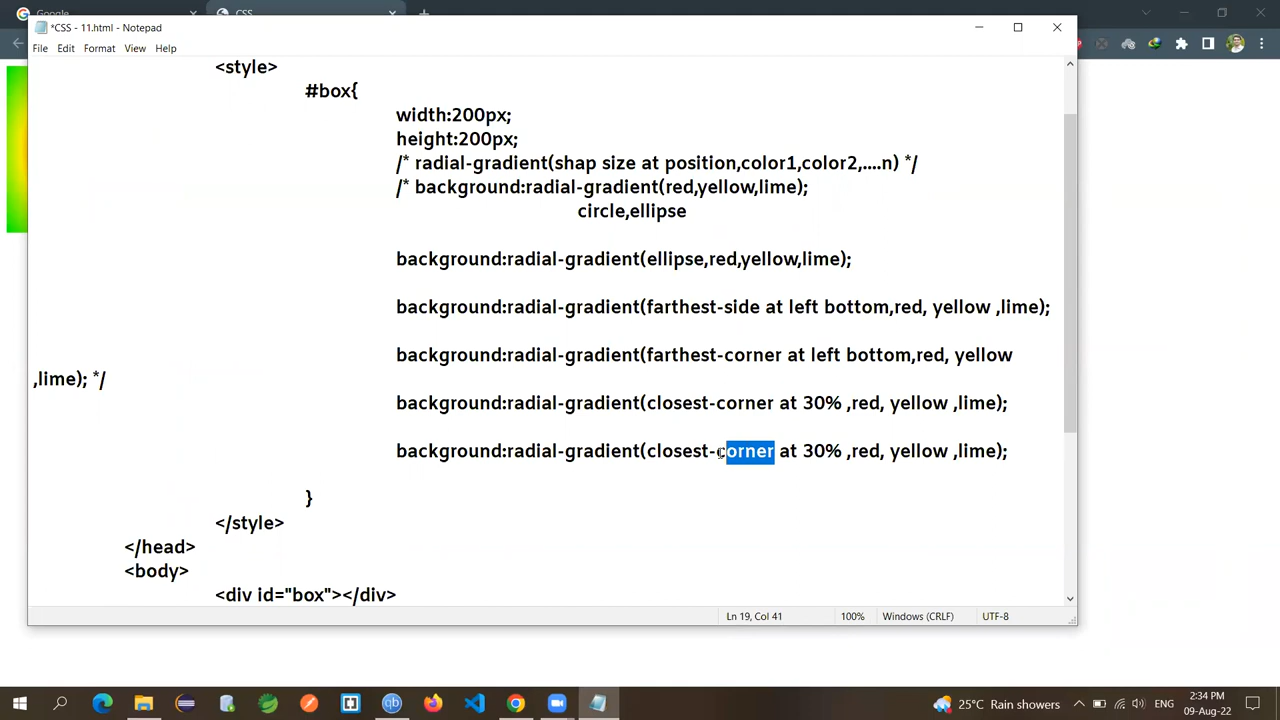 Google
CSS
*CSS - 11.html - Notepad
File Edit Format View Help
<style>
#box{
width:200px;
height:200px;
/* radial-gradient(shap size at position,color1,color2,....n) */
/* background:radial-gradient(red,yellow,lime);
circle,ellipse
background:radial-gradient(ellipse,red,yellow,lime);
background:radial-gradient(farthest-side at left bottom,red, yellow ,lime);
background:radial-gradient(farthest-corner at left bottom,red, yellow
,lime); */
background:radial-gradient(closest-corner at 30% ,red, yellow ,lime);
background:radial-gradient(closest-corner at 30% ,red, yellow ,lime);
}
</style>
</head>
<body>
<div id="box"></div>
Ln 19, Col 41 100% Windows (CRLF) UTF-8
25°C Rain showers ENG 2:34 PM
09-Aug-22